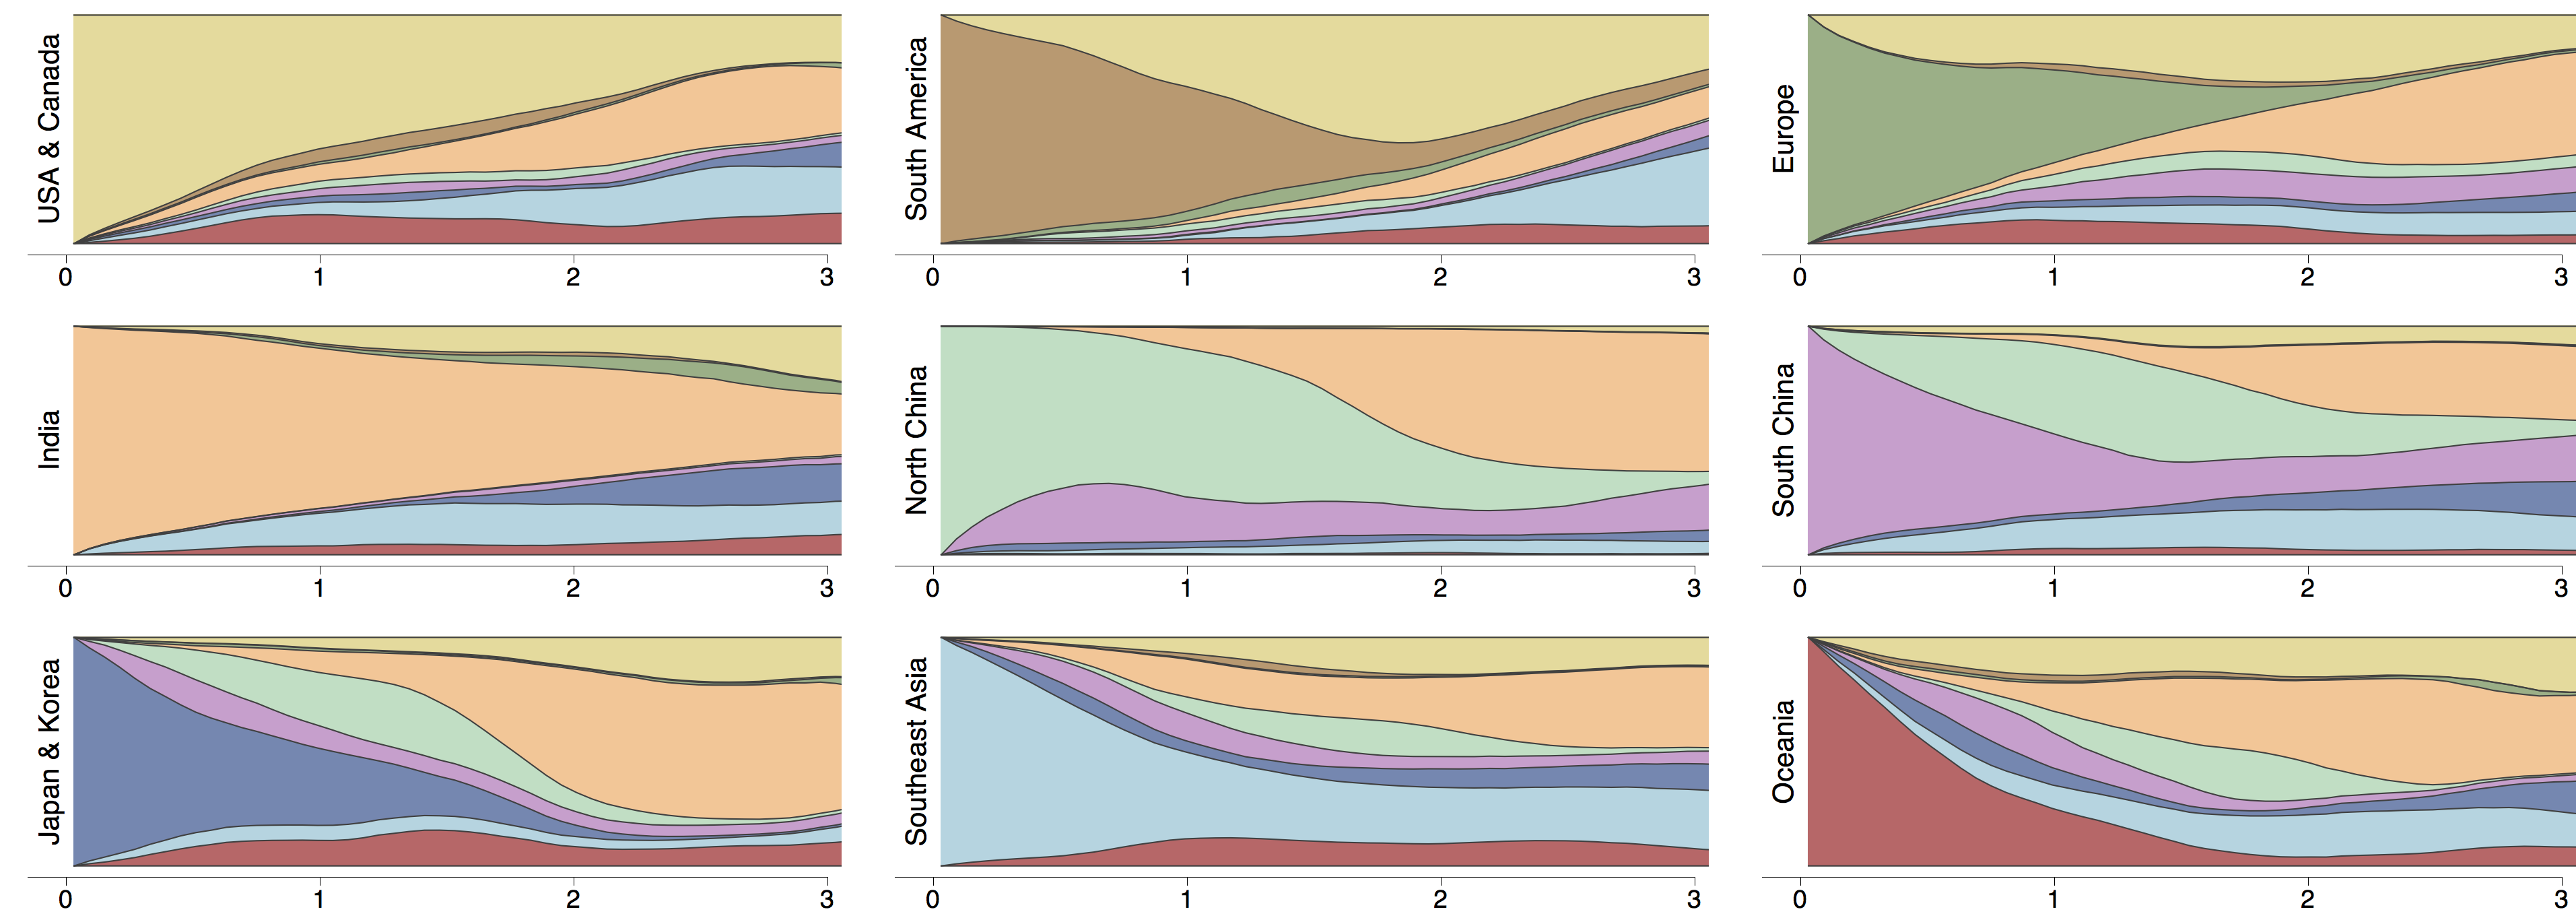 USA & Canada
0 1 2 3
South America
0 1 2 3
Europe
0 1 2 3
India
0 1 2 3
North China
0 1 2 3
South China
0 1 2 3
Japan & Korea
0 1 2 3
Southeast Asia
0 1 2 3
Oceania
0 1 2 3